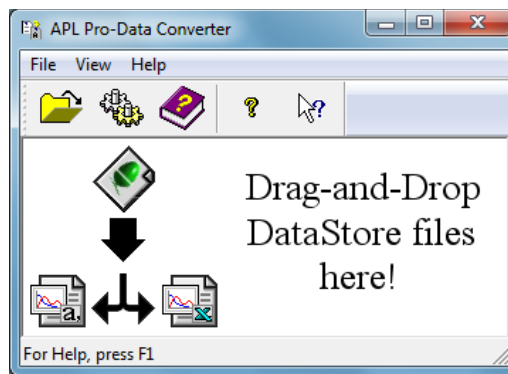 APL Pro-Data Converter
File View Help
? ?
Drag-and-Drop
DataStore files
here!
a,
x
For Help, press F1